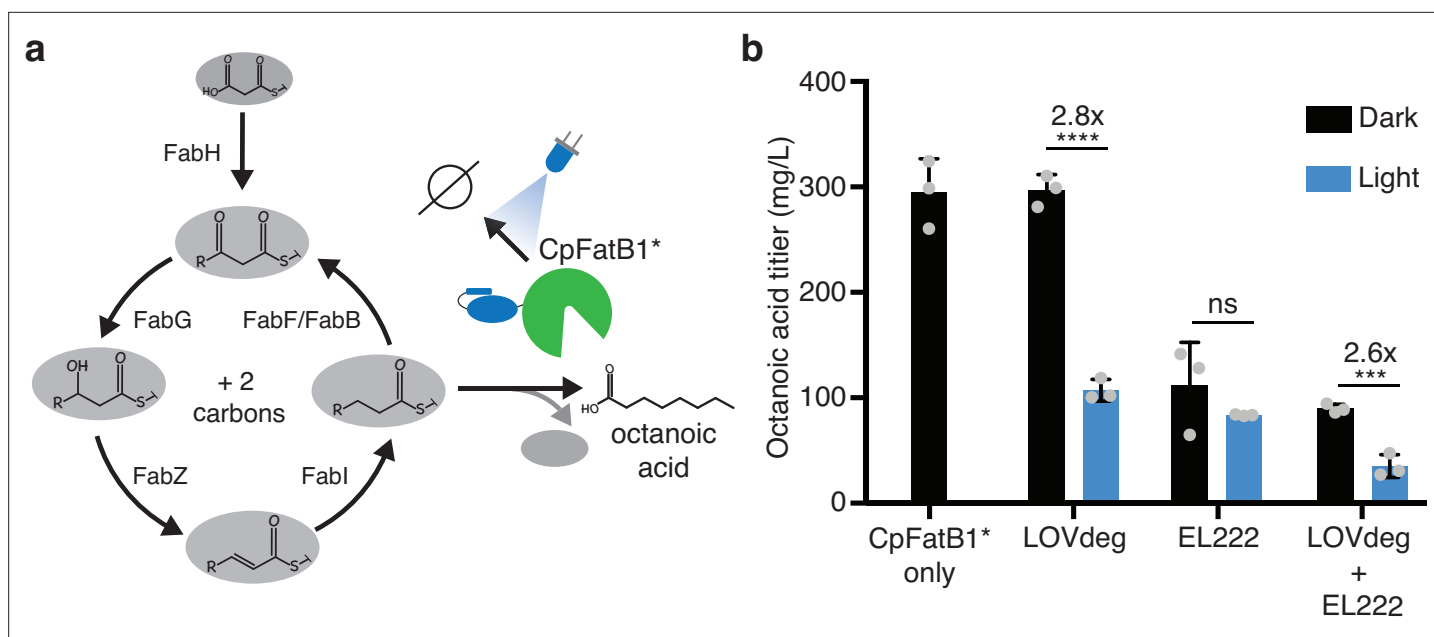 a
O O
HO S
FabH
O O
R S
FabG
FabF/FabB
OH O
R S
+ 2
carbons
O
R S
FabZ
FabI
O
R S
CpFatB1*
O
HO
octanoic
acid
b
Octanoic acid titier (mg/L)
400
300
200
100
0
Dark
Light
2.8x
****
ns
2.6x
***
CpFatB1*
only
LOVdeg
EL222
LOVdeg
+
EL222